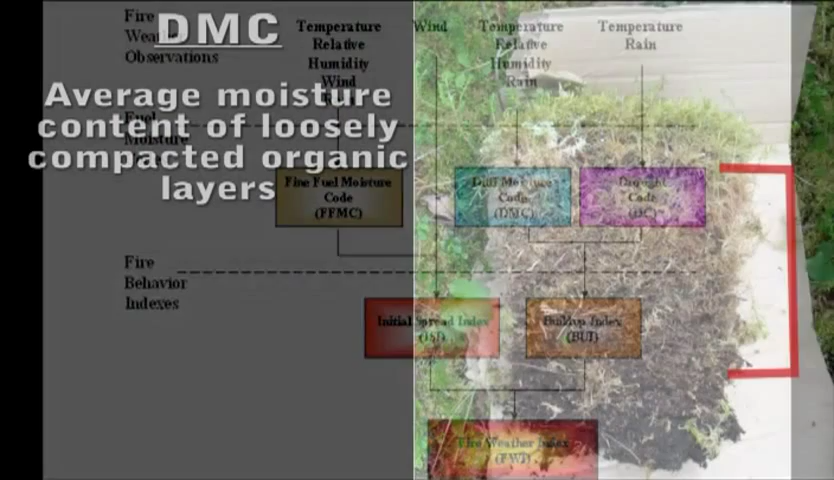 DMC
Average moisture
content of loosely
compacted organic
layers
Fire
Observations
Temperature
Relative
Humidity
Wind
Wind
Temperature
Relative
Humidity
Rain
Temperature
Rain
Fuel
Moisture
Fine Fuel Moisture
Code
(FFMC)
Duff Moisture
Code
(DMC)
Drought
Code
(DC)
Fire
Behavior
Indexes
Initial Spread Index
(ISI)
Buildup Index
(BUI)
Fire Weather Index
(FWI)